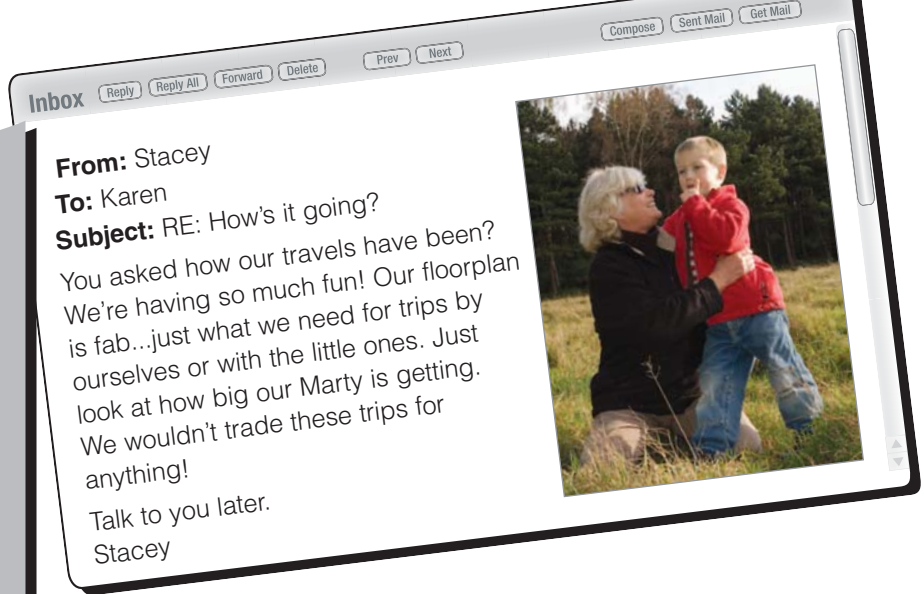 Inbox Reply Reply All Forward Delete Prev Next Compose Sent Mail Get Mail
From: Stacey
To: Karen
Subject: RE: How's it going?
You asked how our travels have been?
We're having so much fun! Our floorplan
is fab...just what we need for trips by
ourselves or with the little ones. Just
look at how big our Marty is getting.
We wouldn't trade these trips for
anything!
Talk to you later.
Stacey